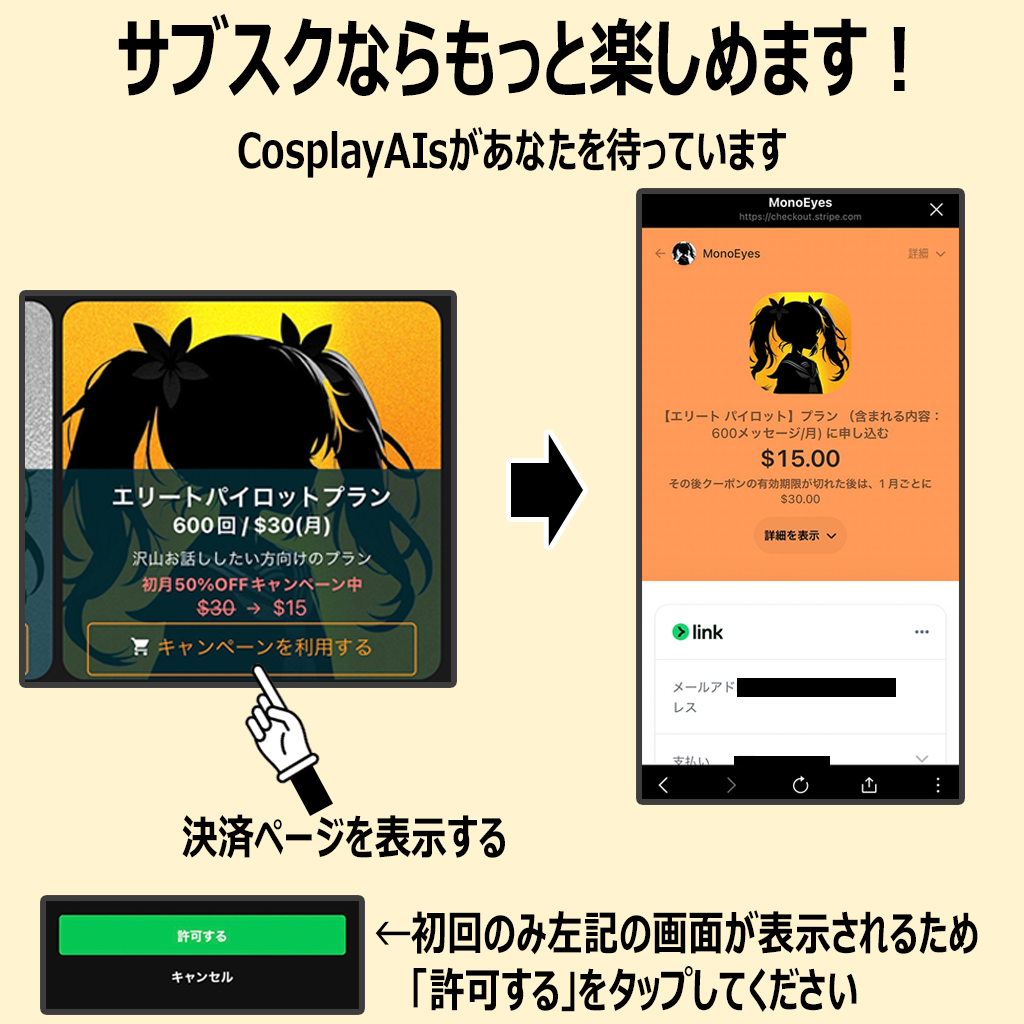 サブスクならもっと楽しめます！
CosplayAIsがあなたを待っています
MonoEyes
https://checkout.stripe.com
MonoEyes
詳細
【エリート パイロット】プラン （含まれる内容：
600メッセージ/月) に申し込む
$15.00
その後クーポンの有効期限が切れた後は、1 月ごとに
$30.00
詳細を表示
link
メールアド
レス
支払い
エリートパイロットプラン
600回 / $30(月)
沢山お話ししたい方向けのプラン
初月50%OFFキャンペーン中
$30 → $15
キャンペーンを利用する
決済ページを表示する
許可する
キャンセル
←初回のみ左記の画面が表示されるため
「許可する」をタップしてください